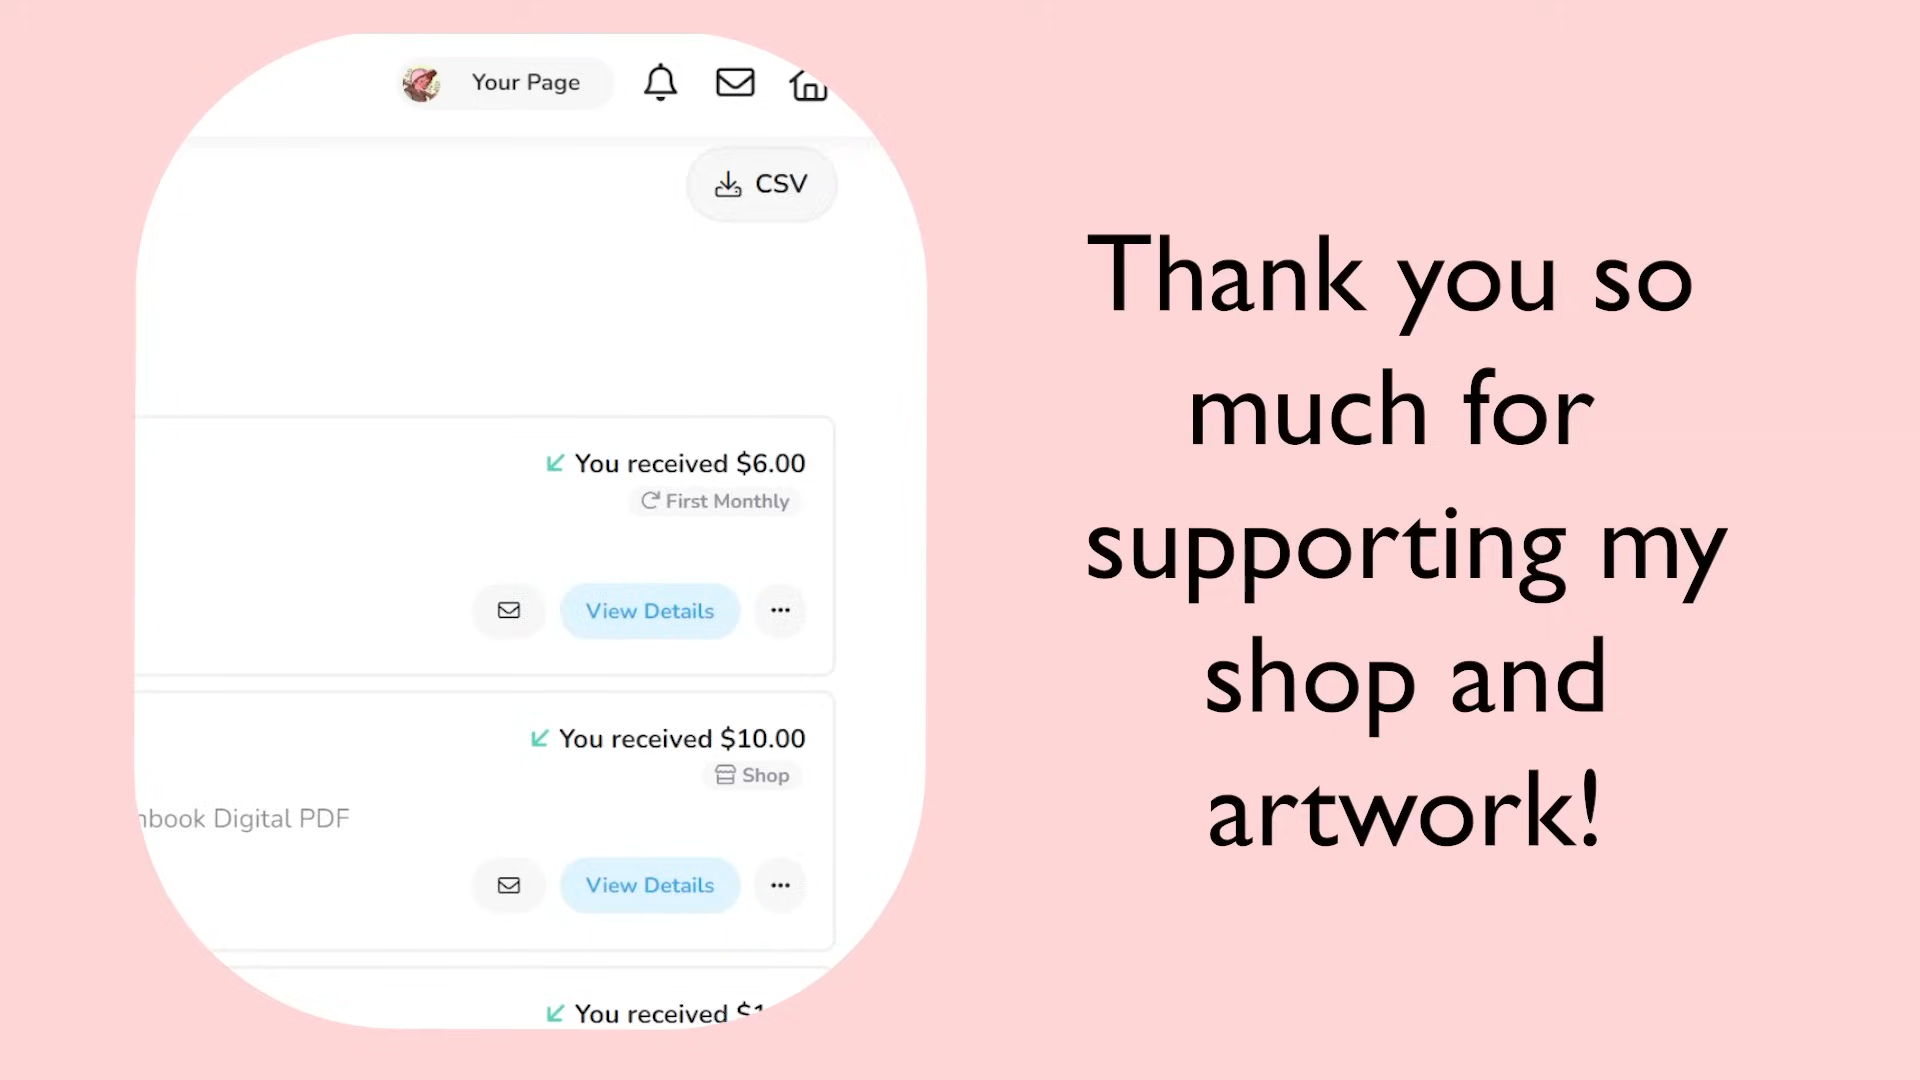 Your Page
CSV
You received $6.00
First Monthly
View Details
You received $10.00
Shop
Digital PDF
View Details
You received
Thank you so
much for
supporting my
shop and
artwork!